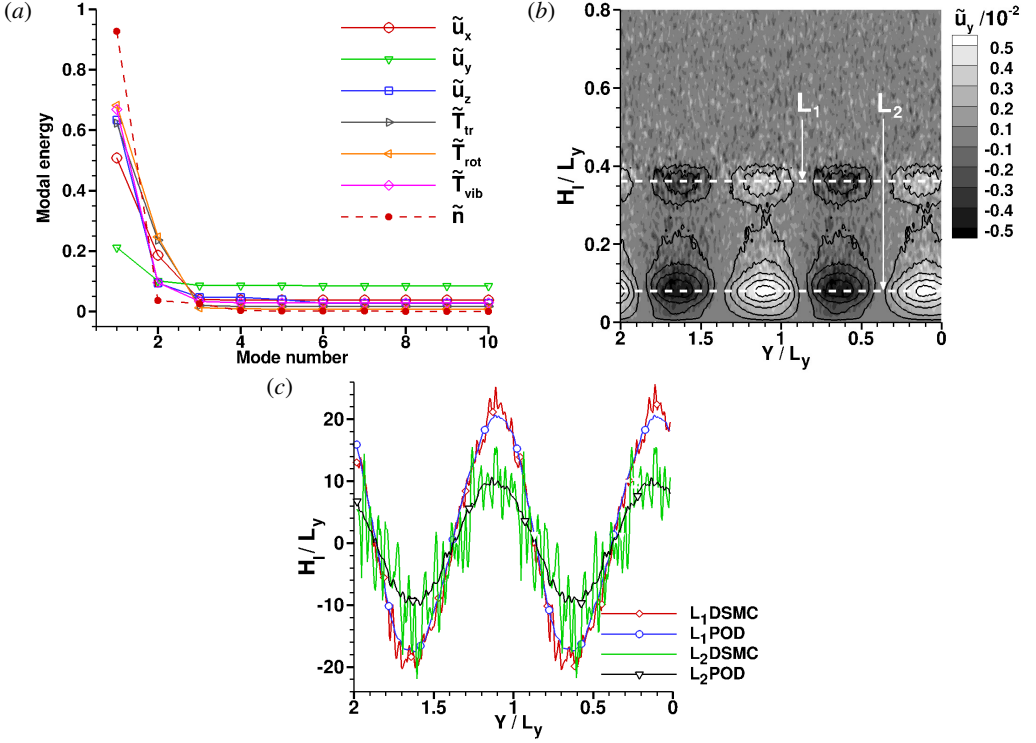 (a)
Modal energy
1
0.8
0.6
0.4
0.2
0
2
4
6
8
10
Mode number
ũx
ũy
ũz
T̃tr
T̃rot
T̃vib
ñ
(b)
Hl / Ly
0.8
0.6
0.4
0.2
0
2
1.5
1
0.5
0
Y / Ly
L1
L2
ũy /10-2
0.5
0.4
0.3
0.2
0.1
-0.2
-0.3
-0.4
-0.5
(c)
Hl / Ly
20
10
0
-10
-20
2
1.5
1
0.5
0
Y / Ly
L1DSMC
L1POD
L2DSMC
L2POD